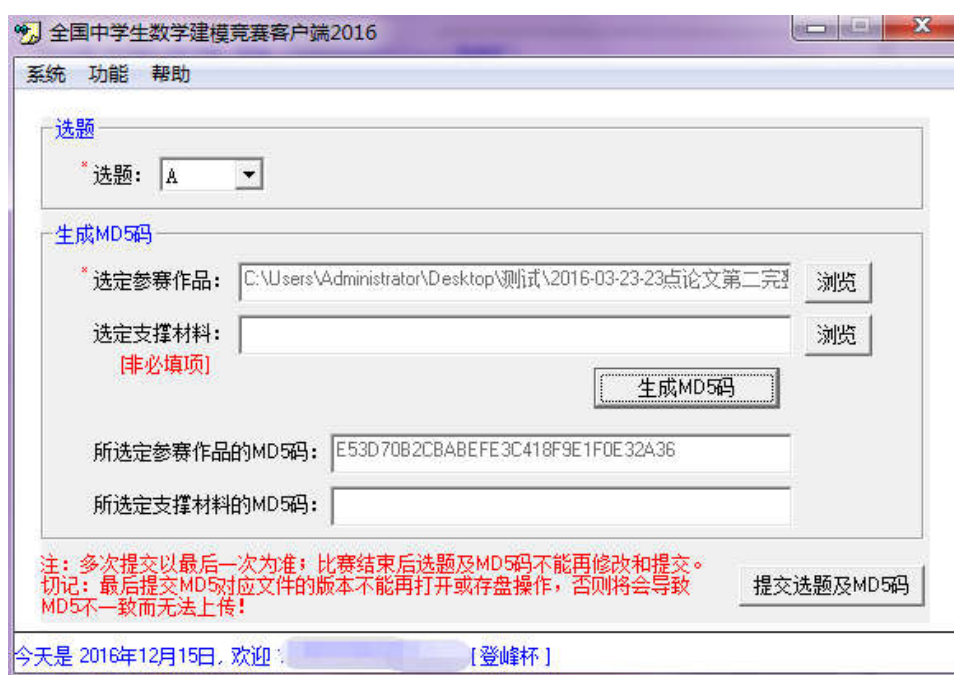 全国中学生数学建模竞赛客户端2016
系统 功能 帮助
选题
*选题： A
生成MD5码
*选定参赛作品： C:\Users\Administrator\Desktop\测试\2016-03-23-23点论文第二完整 浏览
选定支撑材料： 浏览
[非必填项]
生成MD5码
所选定参赛作品的MD5码： E53D70B2CBABEFE3C418F9E1F0E32A36
所选定支撑材料的MD5码：
注：多次提交以最后一次为准；比赛结束后选题及MD5码不能再修改和提交。
切记：最后提交MD5对应文件的版本不能再打开或存盘操作，否则将会导致
MD5不一致而无法上传！
提交选题及MD5码
今天是 2016年12月15日, 欢迎 [ 登峰杯 ]